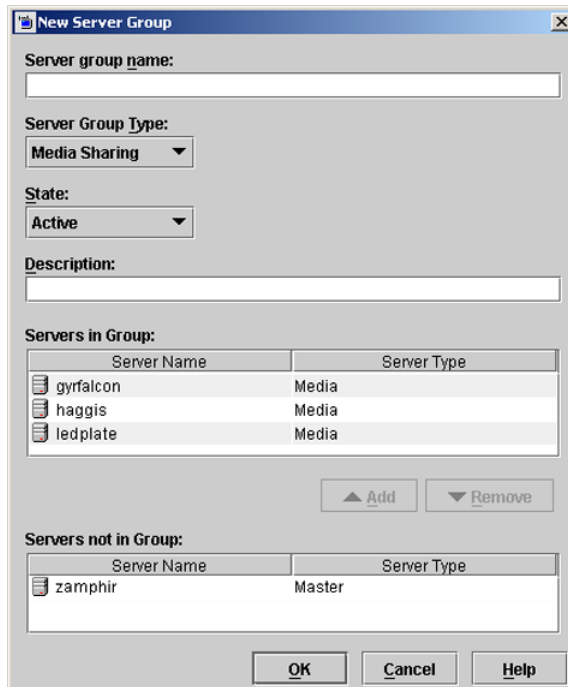 New Server Group
Server group name:
Server Group Type:
Media Sharing
State:
Active
Description:
Servers in Group:
Server Name Server Type
gyrfalcon Media
haggis Media
ledplate Media
Add Remove
Servers not in Group:
Server Name Server Type
zamphir Master
OK Cancel Help